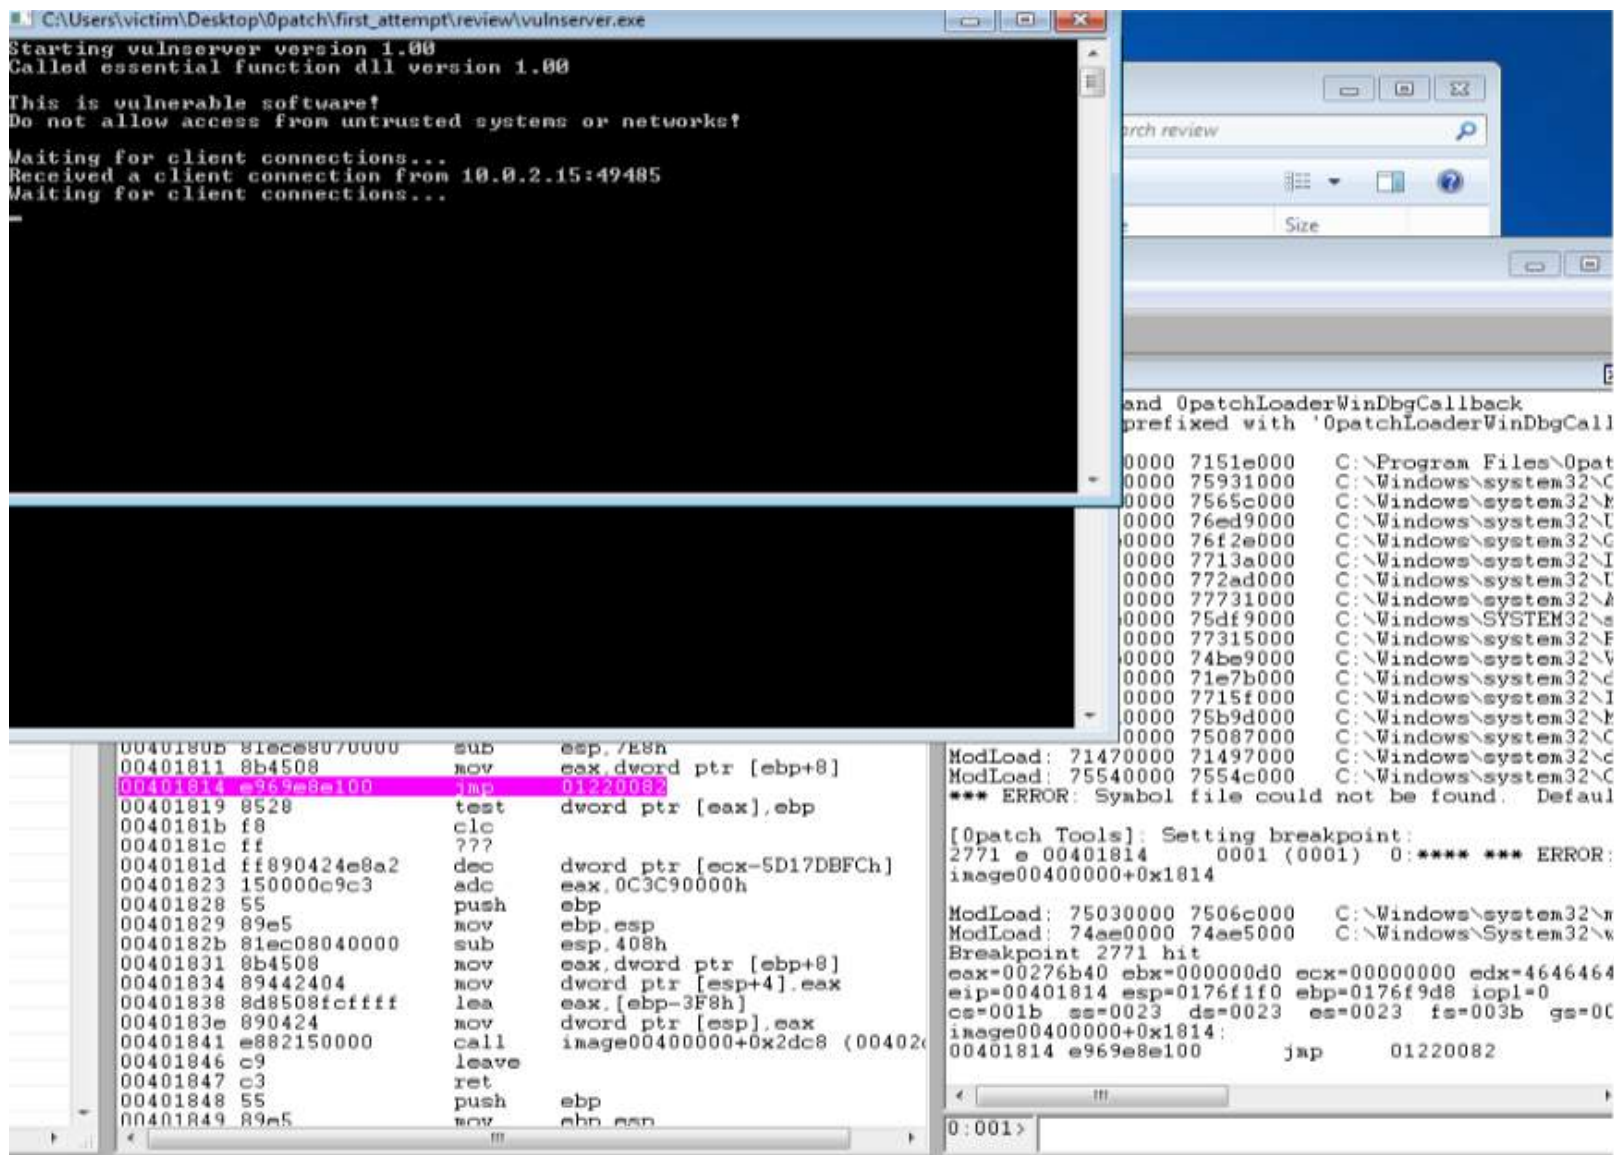 C:\Users\victim\Desktop\0patch\first_attempt\review\vulnserver.exe
Starting vulnserver version 1.00
Called essential function dll version 1.00
This is vulnerable software!
Do not allow access from untrusted systems or networks!
Waiting for client connections...
Received a client connection from 10.0.2.15:49485
Waiting for client connections...
arch review
Size
and 0patchLoaderWinDbgCallback
prefixed with '0patchLoaderWinDbgCall
0000 7151e000 C:\Program Files\0pat
0000 75931000 C:\Windows\system32\C
0000 7565c000 C:\Windows\system32\M
0000 76ed9000 C:\Windows\system32\U
0000 76f2e000 C:\Windows\system32\G
0000 7713a000 C:\Windows\system32\I
0000 772ad000 C:\Windows\system32\U
0000 77731000 C:\Windows\system32\A
0000 75df9000 C:\Windows\SYSTEM32\s
0000 77315000 C:\Windows\system32\R
0000 74be9000 C:\Windows\system32\V
0000 71e7b000 C:\Windows\system32\d
0000 7715f000 C:\Windows\system32\I
0000 75b9d000 C:\Windows\system32\M
0000 75087000 C:\Windows\system32\C
ModLoad: 71470000 71497000 C:\Windows\system32\c
ModLoad: 75540000 7554c000 C:\Windows\system32\C
*** ERROR: Symbol file could not be found. Defaul
[0patch Tools]: Setting breakpoint:
2771 e 00401814 0001 (0001) 0:**** *** ERROR:
image00400000+0x1814
ModLoad: 75030000 7506c000 C:\Windows\system32\m
ModLoad: 74ae0000 74ae5000 C:\Windows\System32\w
Breakpoint 2771 hit
eax=00276b40 ebx=000000d0 ecx=00000000 edx=4646464
eip=00401814 esp=0176f1f0 ebp=0176f9d8 iopl=0
cs=001b ss=0023 ds=0023 es=0023 fs=003b gs=00
image00400000+0x1814:
00401814 e969e8e100 jmp 01220082
0:001>
0040180b 81ece8070000 sub esp,7E8h
00401811 8b4508 mov eax,dword ptr [ebp+8]
00401814 e969e8e100 jmp 01220082
00401819 8528 test dword ptr [eax],ebp
0040181b f8 clc
0040181c ff ???
0040181d ff890424e8a2 dec dword ptr [ecx-5D17DBFCh]
00401823 150000c9c3 adc eax,0C3C90000h
00401828 55 push ebp
00401829 89e5 mov ebp,esp
0040182b 81ec08040000 sub esp,408h
00401831 8b4508 mov eax,dword ptr [ebp+8]
00401834 89442404 mov dword ptr [esp+4],eax
00401838 8d8508fcffff lea eax,[ebp-3F8h]
0040183e 890424 mov dword ptr [esp],eax
00401841 e882150000 call image00400000+0x2dc8 (00402
00401846 c9 leave
00401847 c3 ret
00401848 55 push ebp
00401849 89e5 mov ebp,esp